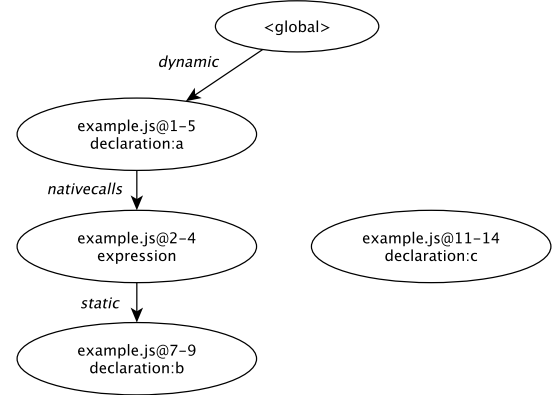 <global>
dynamic
example.js@1-5
declaration:a
nativecalls
example.js@2-4
expression
example.js@11-14
declaration:c
static
example.js@7-9
declaration:b